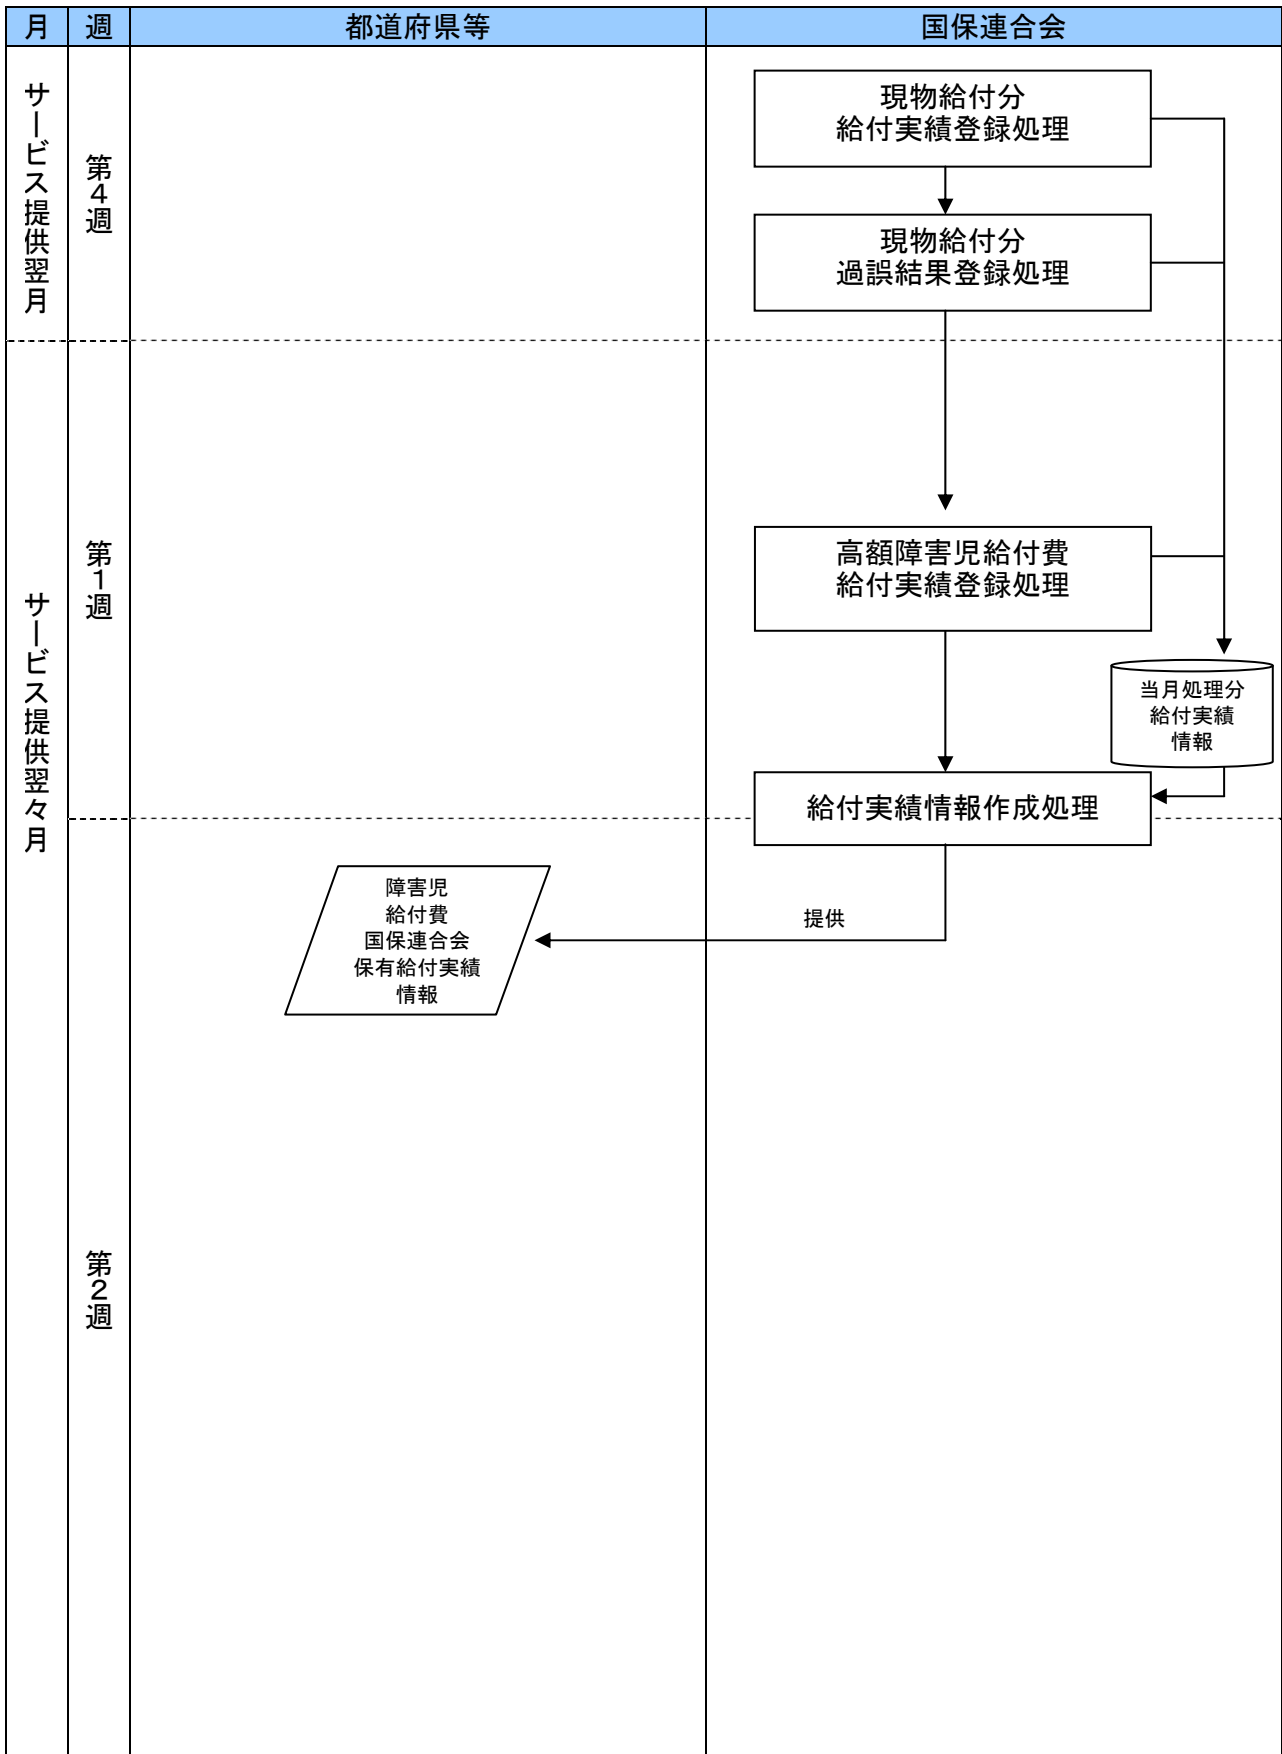 月
週
都道府県等
国保連合会
サービス提供翌月
第4週
現物給付分
給付実績登録処理
現物給付分
過誤結果登録処理
サービス提供翌々月
第1週
高額障害児給付費
給付実績登録処理
当月処理分
給付実績
情報
給付実績情報作成処理
第2週
障害児
給付費
国保連合会
保有給付実績
情報
提供